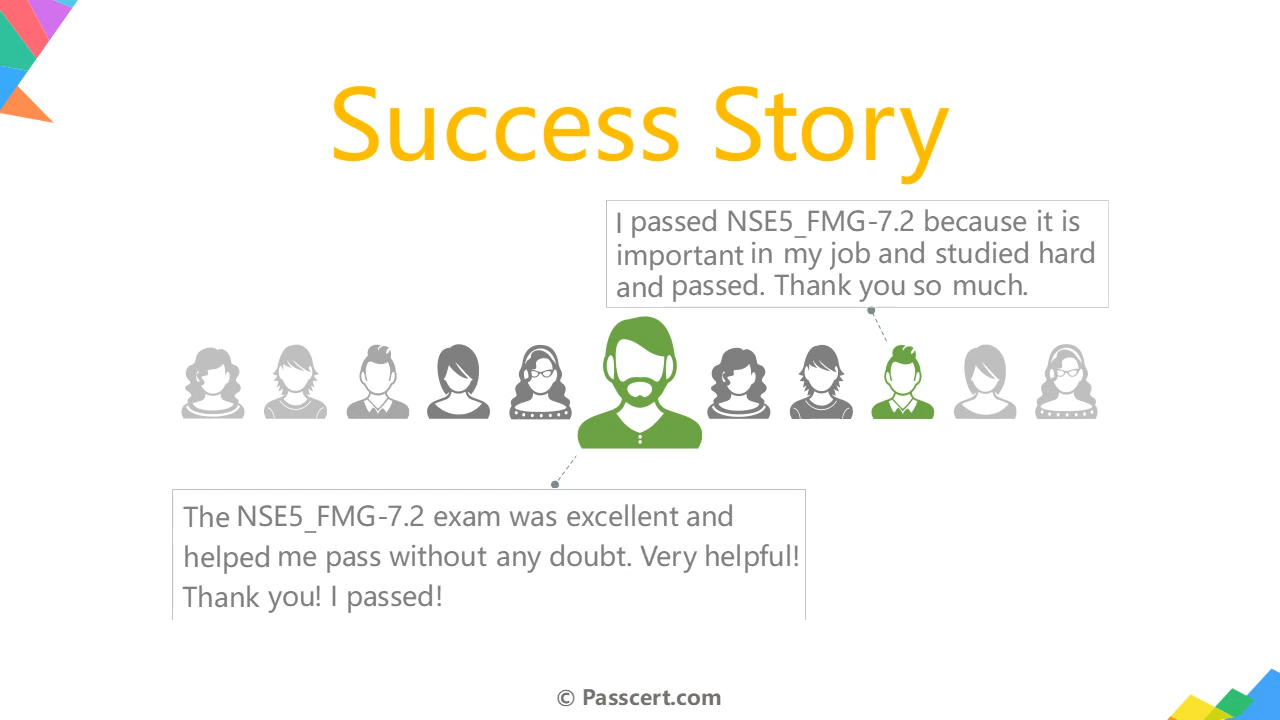 Success Story
I passed NSE5_FMG-7.2 because it is
important in my job and studied hard
and passed. Thank you so much.
The NSE5_FMG-7.2 exam was excellent and
helped me pass without any doubt. Very helpful!
Thank you! I passed!
© Passcert.com